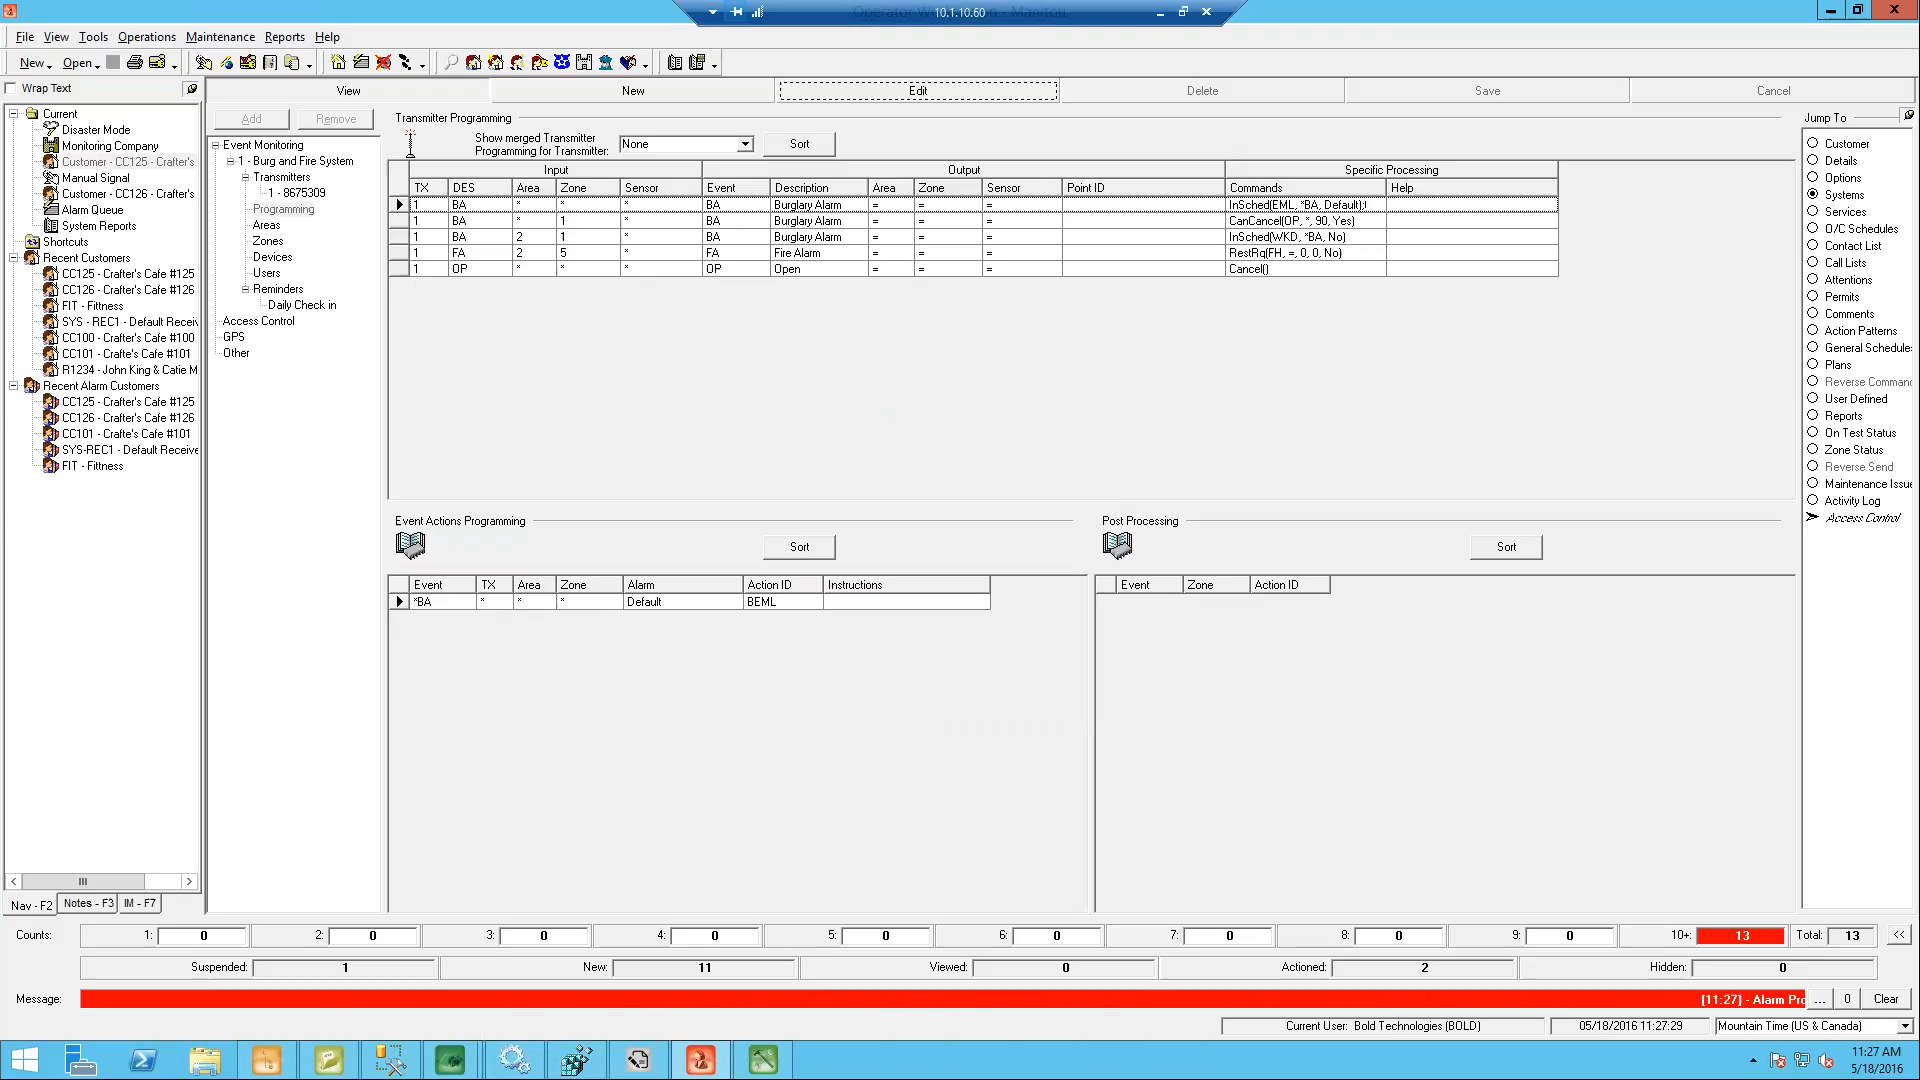 10.1.10.60
File View Tools Operations Maintenance Reports Help
New Open
Wrap Text
View New Edit Delete Save Cancel
Current
Disaster Mode
Monitoring Company
Customer - CC125 - Crafter's
Manual Signal
Customer - CC126 - Crafter's
Alarm Queue
System Reports
Shortcuts
Recent Customers
CC125 - Crafter's Cafe #125
CC126 - Crafter's Cafe #126
FIT - Fitness
SYS - REC1 - Default Receiv
CC100 - Crafter's Cafe #100
CC101 - Crafte's Cafe #101
R1234 - John King & Catie M
Recent Alarm Customers
CC125 - Crafter's Cafe #125
CC126 - Crafter's Cafe #126
CC101 - Crafte's Cafe #101
SYS-REC1 - Default Receive
FIT - Fitness
Nav - F2 Notes - F3 IM - F7
Add Remove
Event Monitoring
1 - Burg and Fire System
Transmitters
1 - 8675309
Programming
Areas
Zones
Devices
Users
Reminders
Daily Check in
Access Control
GPS
Other
Transmitter Programming
Show merged Transmitter
Programming for Transmitter: None Sort
Input Output Specific Processing
TX DES Area Zone Sensor Event Description Area Zone Sensor Point ID Commands Help
1 BA * * * BA Burglary Alarm = = = InSched(EML, *BA, Default);I
1 BA * 1 * BA Burglary Alarm = = = CanCancel(OP, *, 90, Yes)
1 BA 2 1 * BA Burglary Alarm = = = InSched(WKD, *BA, No)
1 FA 2 5 * FA Fire Alarm = = = RestRq(FH, =, 0, 0, No)
1 OP * * * OP Open = = = Cancel()
Event Actions Programming
Sort
Event TX Area Zone Alarm Action ID Instructions
*BA * * * Default BEML
Post Processing
Sort
Event Zone Action ID
Jump To
Customer
Details
Options
Systems
Services
O/C Schedules
Contact List
Call Lists
Attentions
Permits
Comments
Action Patterns
General Schedule
Plans
Reverse Comman
User Defined
Reports
On Test Status
Zone Status
Reverse Send
Maintenance Issue
Activity Log
Access Control
Counts: 1: 0 2: 0 3: 0 4: 0 5: 0 6: 0 7: 0 8: 0 9: 0 10+: 13 Total: 13 <<
Suspended: 1 New: 11 Viewed: 0 Actioned: 2 Hidden: 0
Message: [11:27] - Alarm Pro ... 0 Clear
Current User: Bold Technologies (BOLD) 05/18/2016 11:27:29 Mountain Time (US & Canada)
11:27 AM
5/18/2016